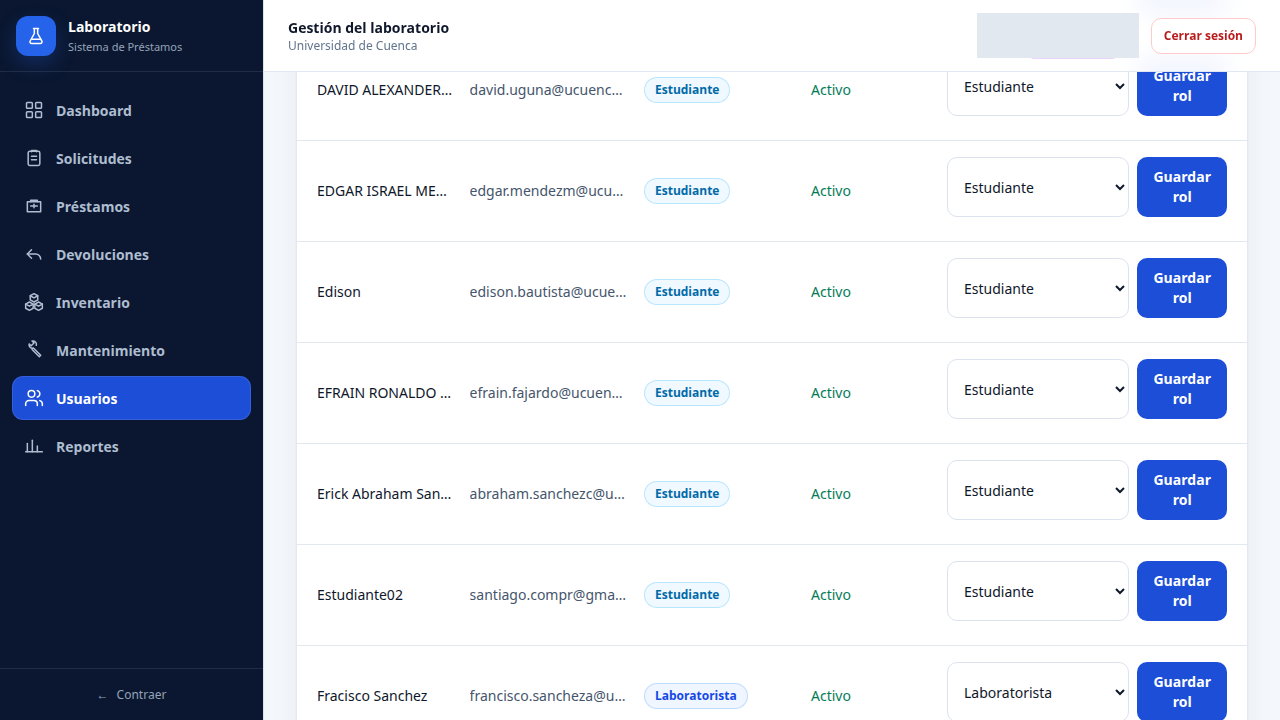 Laboratorio
Sistema de Préstamos
Dashboard
Solicitudes
Préstamos
Devoluciones
Inventario
Mantenimiento
Usuarios
Reportes
← Contraer
Gestión del laboratorio
Universidad de Cuenca
Cerrar sesión
DAVID ALEXANDER... david.uguna@ucuenc... Estudiante Activo Estudiante Guardar rol
EDGAR ISRAEL ME... edgar.mendezm@ucu... Estudiante Activo Estudiante Guardar rol
Edison edison.bautista@ucue... Estudiante Activo Estudiante Guardar rol
EFRAIN RONALDO ... efrain.fajardo@ucuen... Estudiante Activo Estudiante Guardar rol
Erick Abraham San... abraham.sanchezc@u... Estudiante Activo Estudiante Guardar rol
Estudiante02 santiago.compr@gma... Estudiante Activo Estudiante Guardar rol
Fracisco Sanchez francisco.sancheza@u... Laboratorista Activo Laboratorista Guardar rol